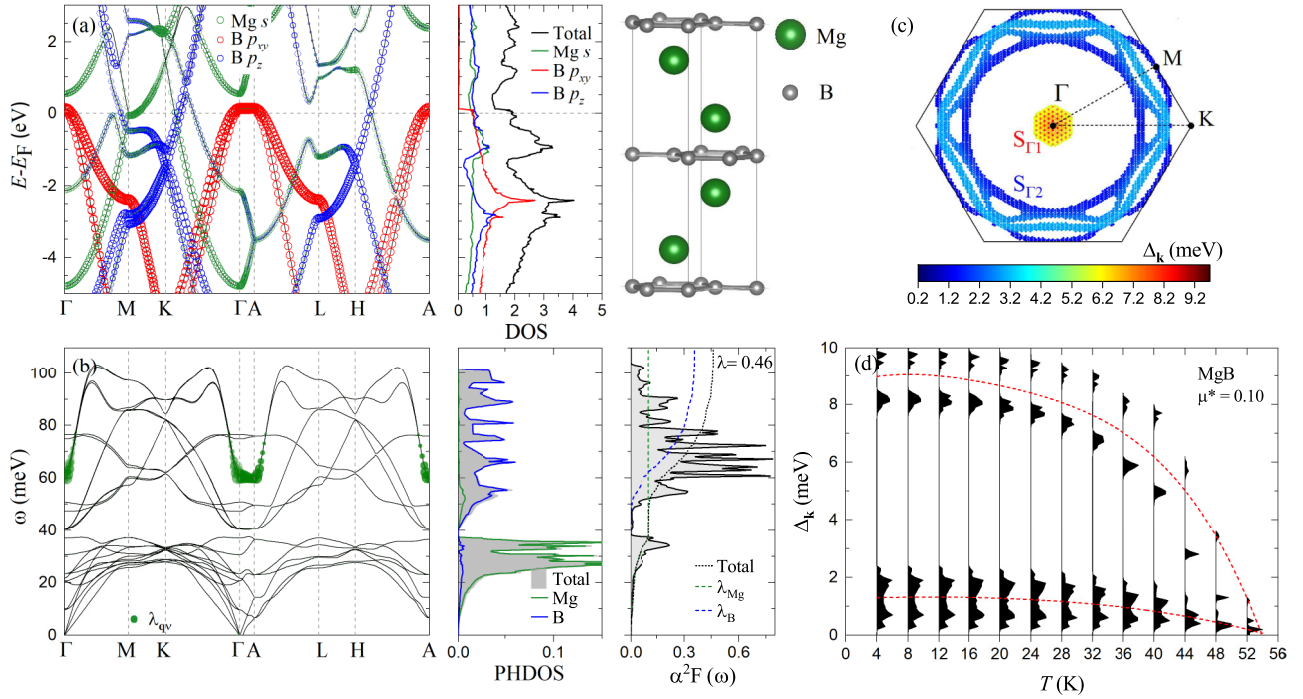 (a)
Mg s
B pxy
B pz
E-EF (eV)
2
0
-2
-4
Γ M K Γ A L H A
Total
Mg s
B pxy
B pz
0 1 2 3 4 5
DOS
Mg
B
(c)
M
Γ
K
SΓ1
SΓ2
Δk (meV)
0.2 1.2 2.2 3.2 4.2 5.2 6.2 7.2 8.2 9.2
(b)
ω (meV)
100
80
60
40
20
0
λqν
Γ M K Γ A L H A
Total
Mg
B
0.1
PHDOS
λ= 0.46
Total
λMg
λB
0.0 0.3 0.6
α²F (ω)
(d)
MgB
μ* = 0.10
Δk (meV)
10
8
6
4
2
0
0 4 8 12 16 20 24 28 32 36 40 44 48 52 56
T (K)